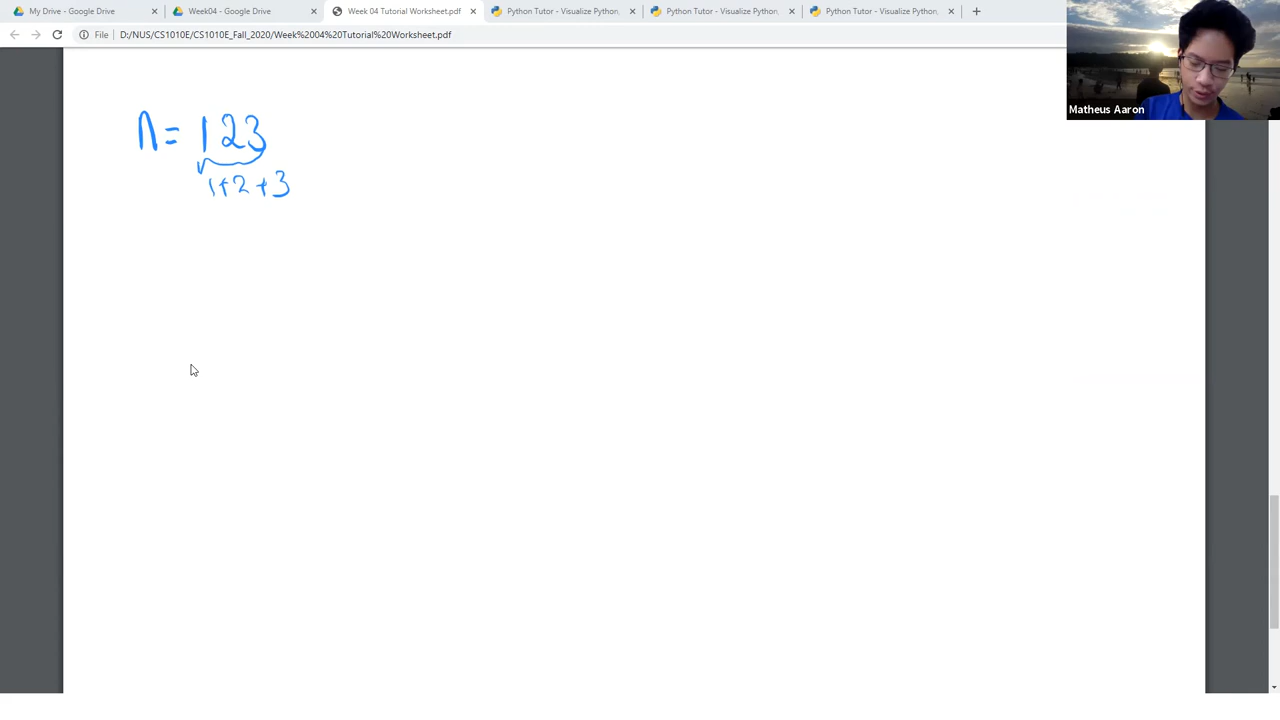 My Drive - Google Drive
Week04 - Google Drive
Week 04 Tutorial Worksheet.pdf
Python Tutor - Visualize Python,
Python Tutor - Visualize Python,
Python Tutor - Visualize Python,
File
D:/NUS/CS1010E/CS1010E_Fall_2020/Week%2004%20Tutorial%20Worksheet.pdf
Matheus Aaron
n = 123
1+2+3